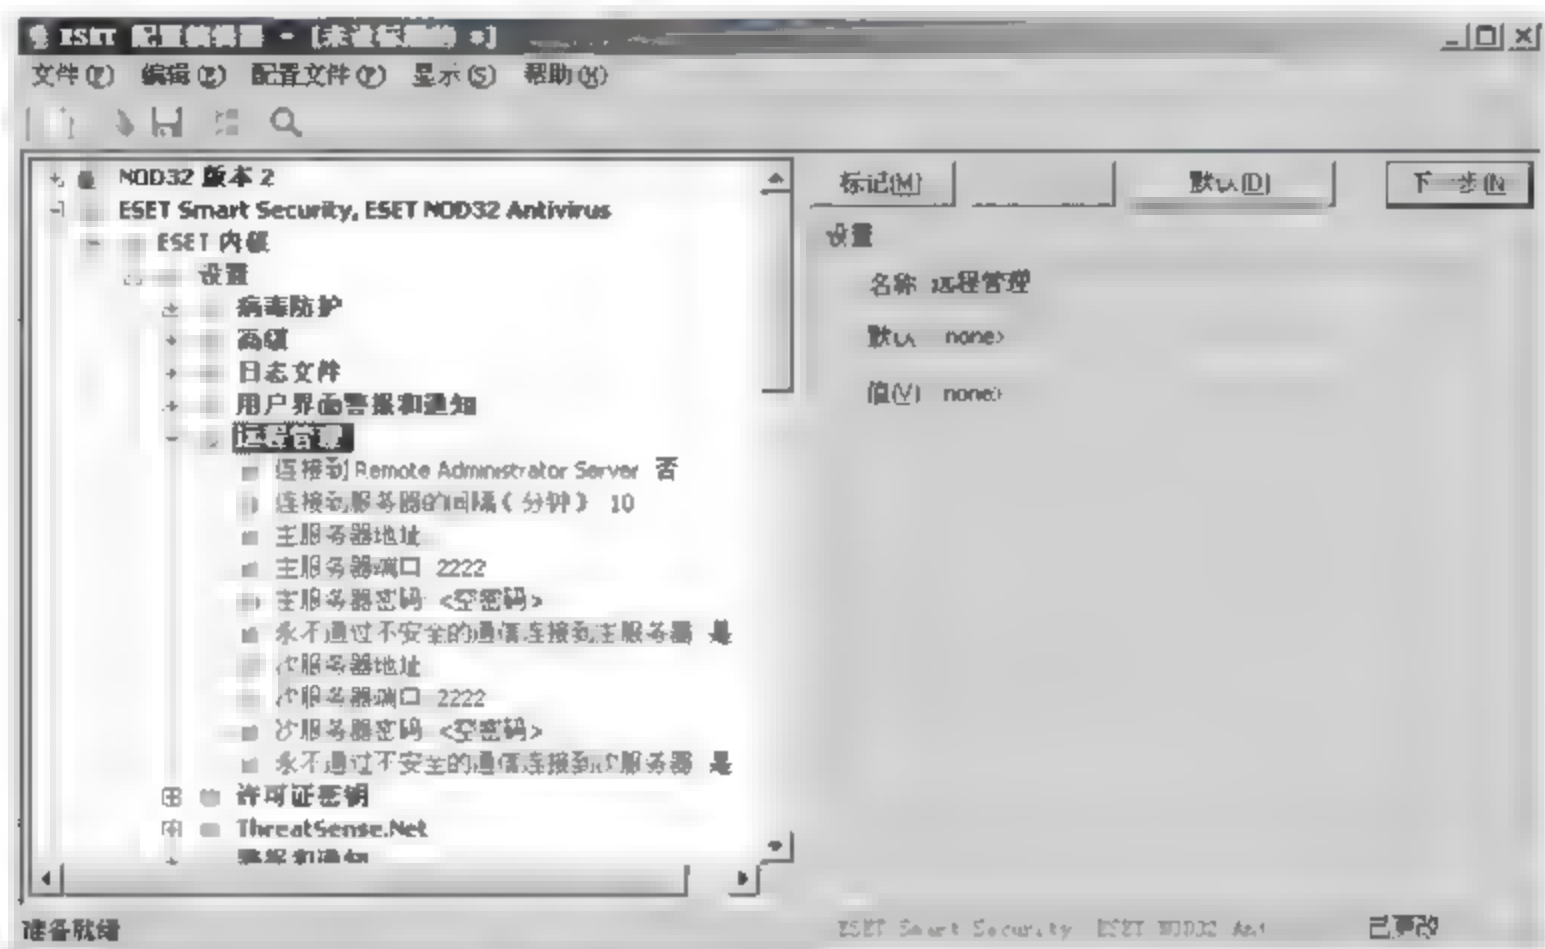 ESET 配置编辑器 - [未被标题的 *]
文件(F) 编辑(E) 配置文件(P) 显示(S) 帮助(H)
NOD32 版本 2
ESET Smart Security, ESET NOD32 Antivirus
ESET 内核
设置
病毒防护
高级
日志文件
用户界面警报和通知
远程管理
连接到 Remote Administrator Server 否
连接到服务器的间隔(分钟) 10
主服务器地址
主服务器端口 2222
主服务器密码 <空密码>
永不通过不安全的通信连接到主服务器 是
次服务器地址
次服务器端口 2222
次服务器密码 <空密码>
永不通过不安全的通信连接到次服务器 是
许可证密钥
ThreatSense.Net
警报和通知
标记(M) 默认(D) 下一步(N
设置
名称 远程管理
默认 none>
值(V) none>
准备就绪 ESET Smart Security ESET NOD32 Ant 已更改